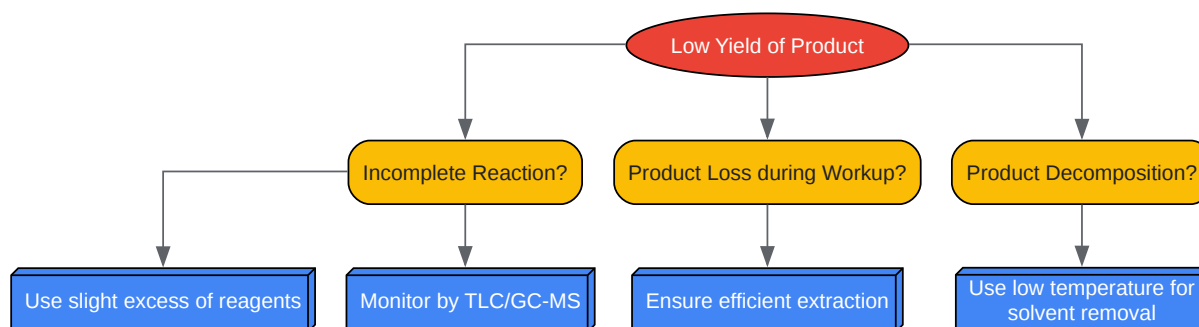 Low Yield of Product
Incomplete Reaction?
Product Loss during Workup?
Product Decomposition?
Use slight excess of reagents
Monitor by TLC/GC-MS
Ensure efficient extraction
Use low temperature for
solvent removal